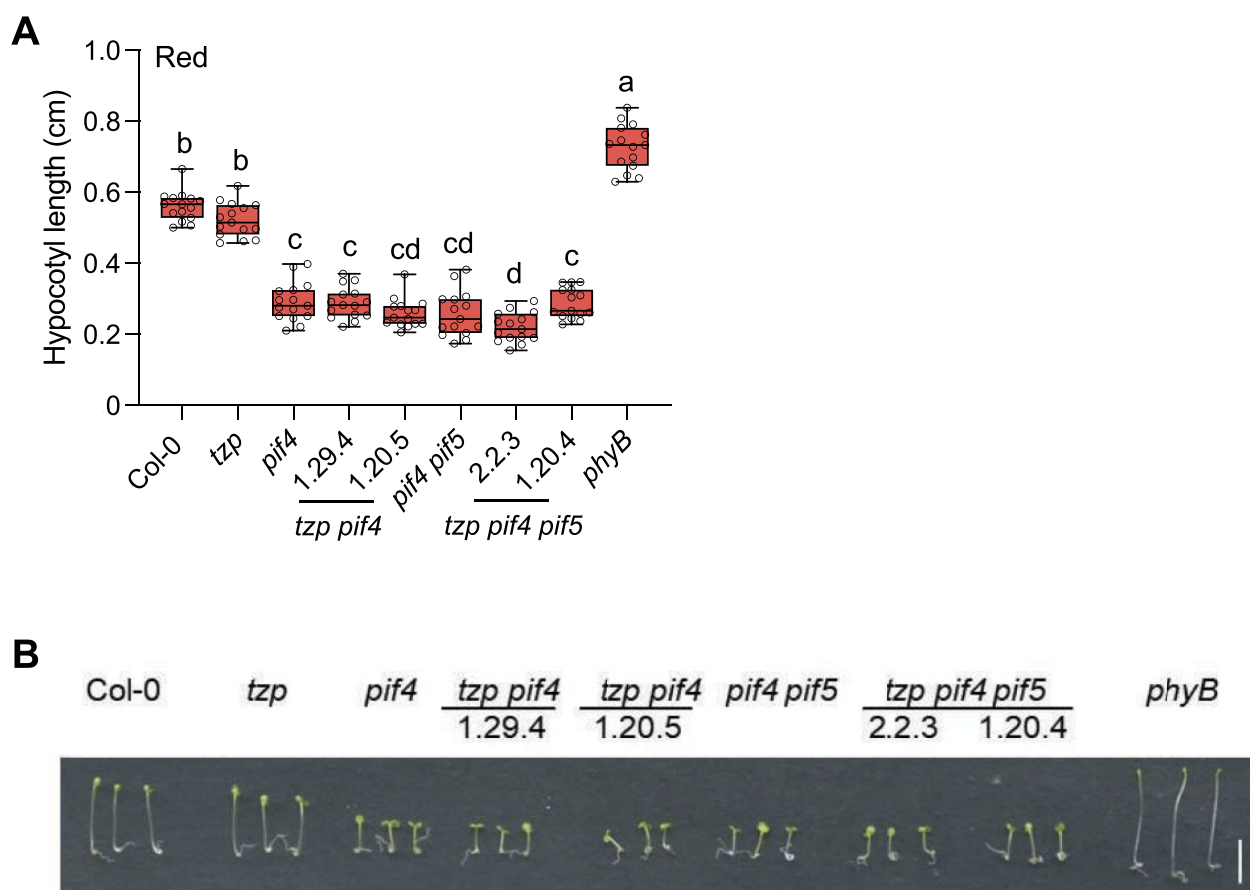 A
1.0
Red
0.8
0.6
0.4
0.2
0
Hypocotyl length (cm)
b
b
c
c
cd
cd
d
c
a
Col-0
tzp
pif4
1.29.4
1.20.5
pif4 pif5
2.2.3
1.20.4
phyB
tzp pif4
tzp pif4 pif5
B
Col-0 tzp pif4 tzp pif4 tzp pif4 pif4 pif5 tzp pif4 pif5 phyB
1.29.4 1.20.5 2.2.3 1.20.4